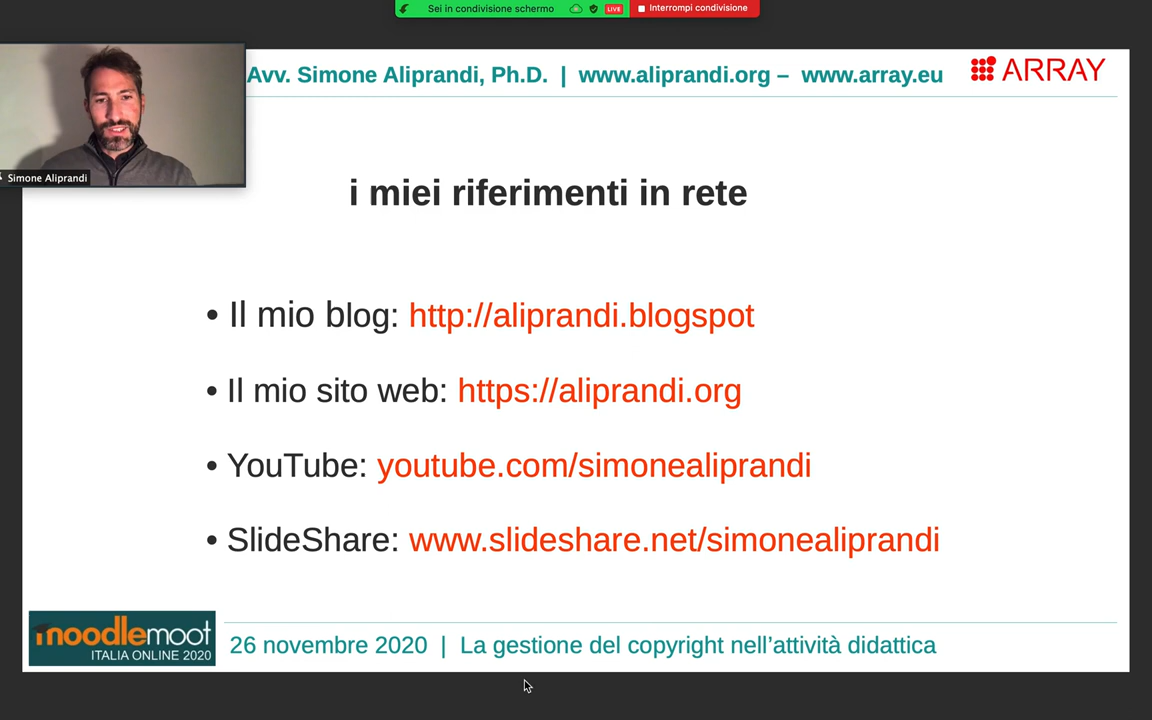 Sei in condivisione schermo LIVE Interrompi condivisione
Avv. Simone Aliprandi, Ph.D. | www.aliprandi.org – www.array.eu
ARRAY
Simone Aliprandi
i miei riferimenti in rete
• Il mio blog: http://aliprandi.blogspot
• Il mio sito web: https://aliprandi.org
• YouTube: youtube.com/simonealiprandi
• SlideShare: www.slideshare.net/simonealiprandi
moodlemoot
ITALIA ONLINE 2020
26 novembre 2020 | La gestione del copyright nell’attività didattica